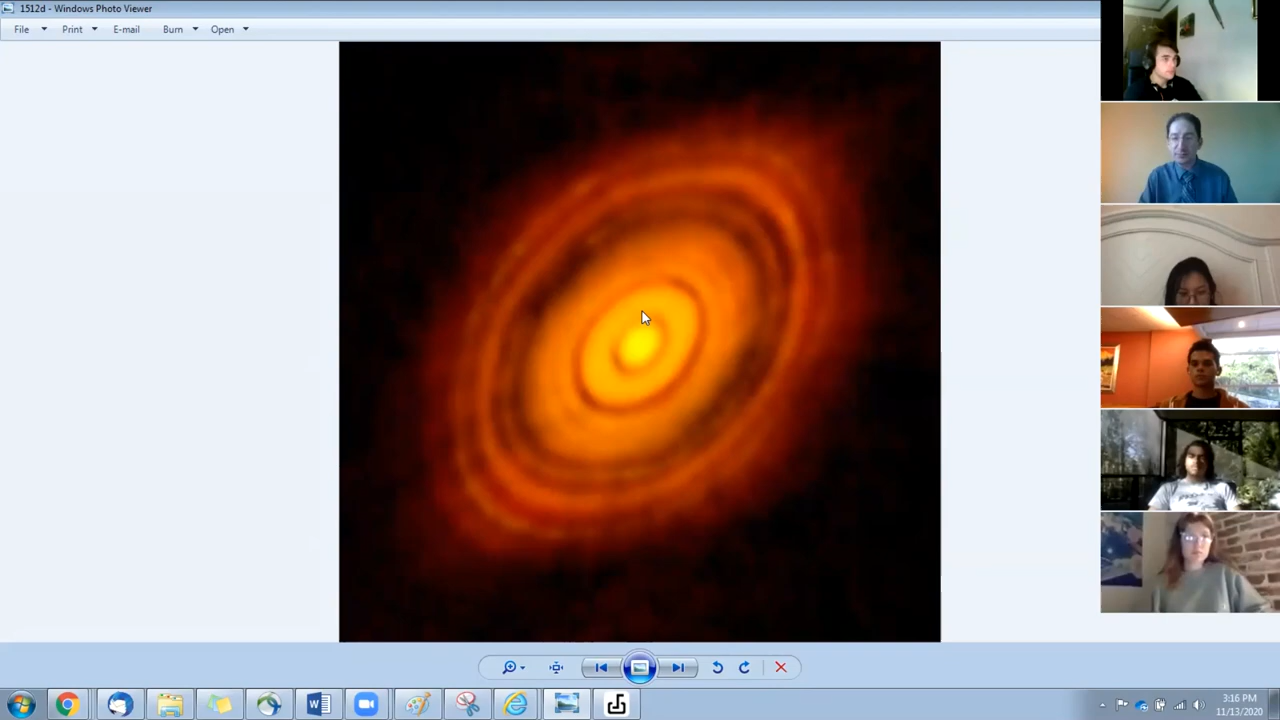 1512d - Windows Photo Viewer
File Print E-mail Burn Open
3:16 PM
11/13/2020